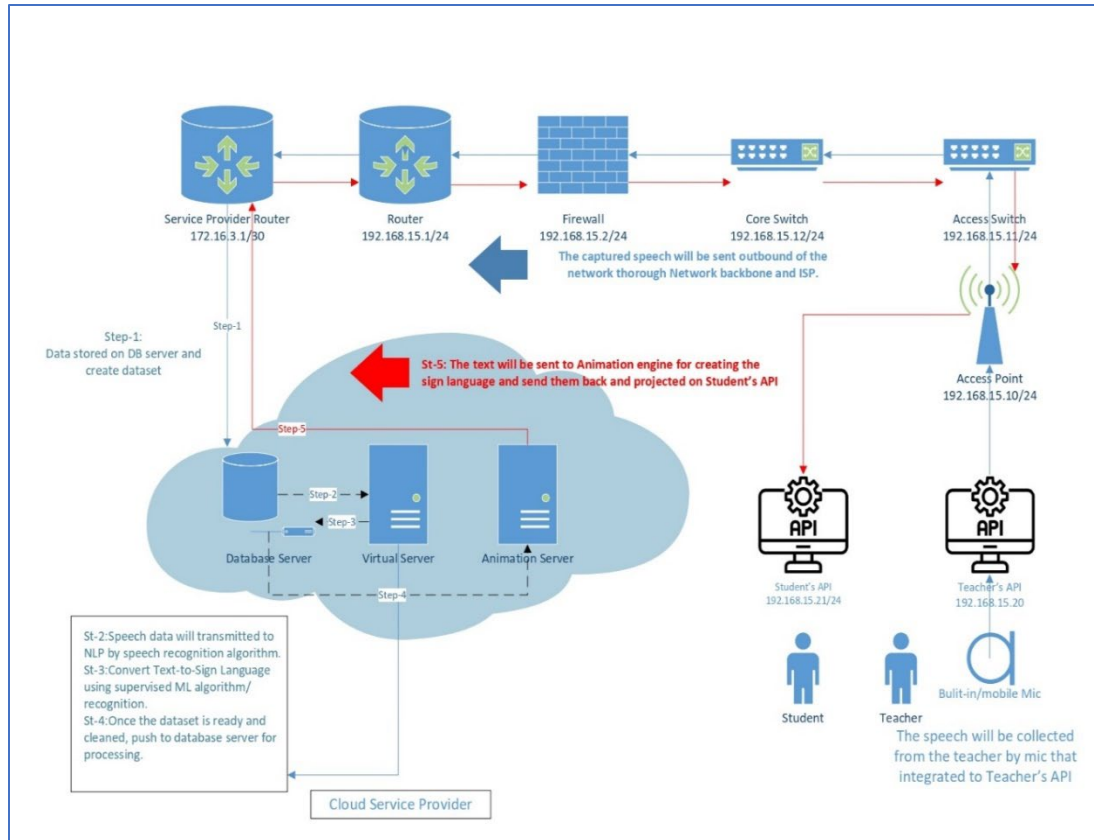 Service Provider Router
172.16.3.1/30
Router
192.168.15.1/24
Firewall
192.168.15.2/24
Core Switch
192.168.15.12/24
Access Switch
192.168.15.11/24
The captured speech will be sent outbound of the
network thorough Network backbone and ISP.
Step-1
Step-1:
Data stored on DB server and
create dataset
St-5: The text will be sent to Animation engine for creating the
sign language and send them back and projected on Student's API
Access Point
192.168.15.10/24
Step-5
Step-2
Step-3
Database Server
Virtual Server
Animation Server
Step-4
API
API
Student's API
192.168.15.21/24
Teacher's API
192.168.15.20
St-2:Speech data will transmitted to
NLP by speech recognition algorithm.
St-3:Convert Text-to-Sign Language
using supervised ML algorithm/
recognition.
St-4:Once the dataset is ready and
cleaned, push to database server for
processing.
Cloud Service Provider
Student
Teacher
Bulit-in/mobile Mic
The speech will be collected
from the teacher by mic that
integrated to Teacher's API